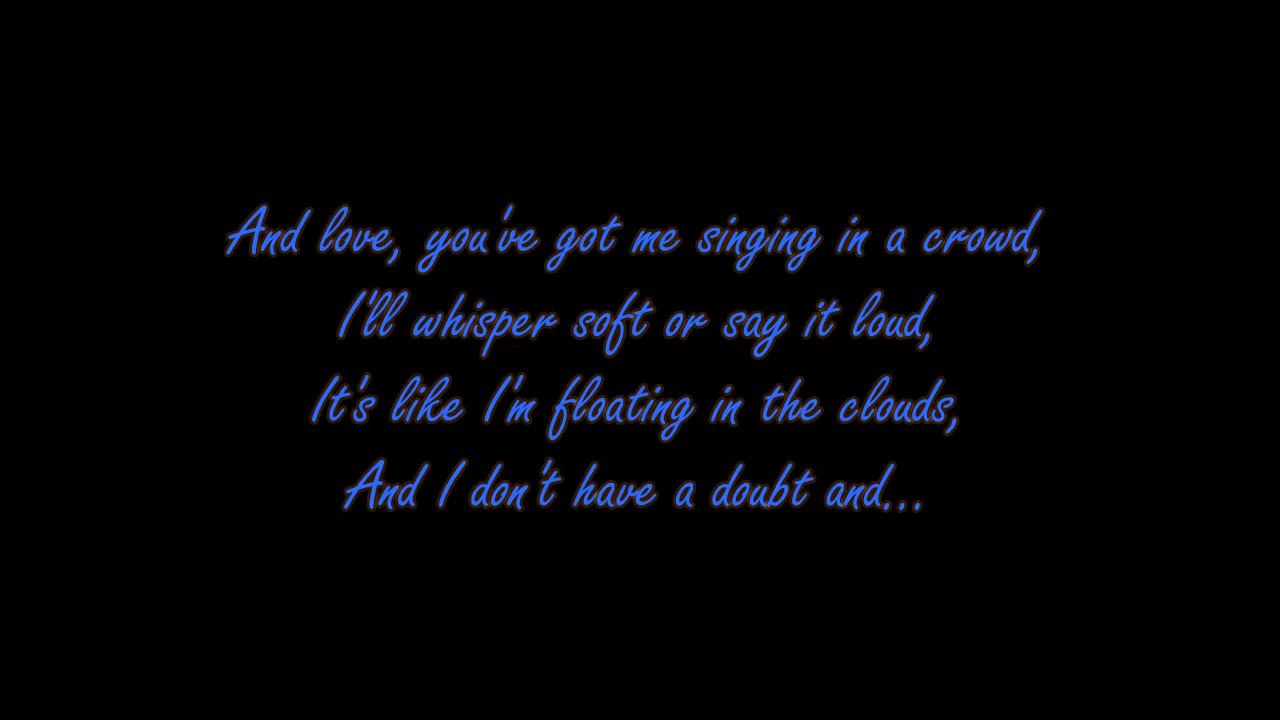 And love, you've got me singing in a crowd,
I'll whisper soft or say it loud,
It's like I'm floating in the clouds,
And I don't have a doubt and...